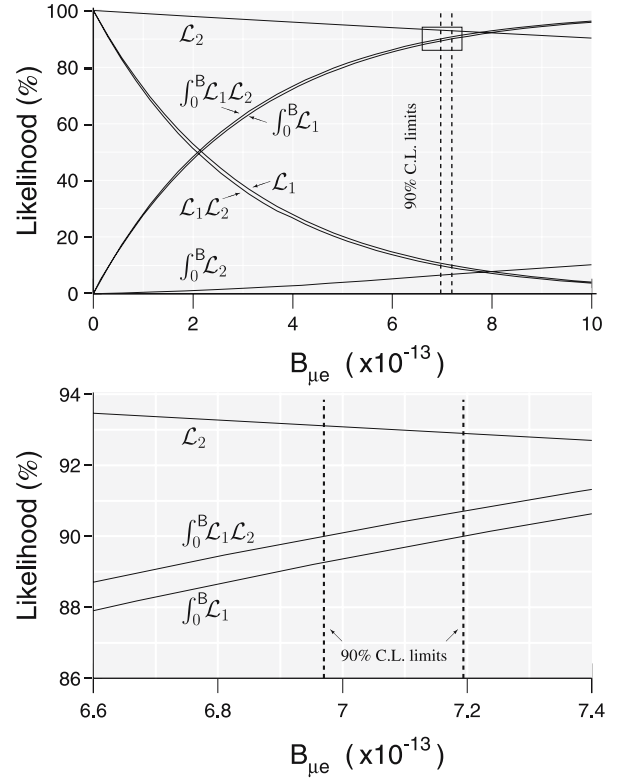 100
80
60
40
20
0
Likelihood (%)
ℒ₂
∫₀ᴮℒ₁ℒ₂
∫₀ᴮℒ₁
ℒ₁
ℒ₁ℒ₂
∫₀ᴮℒ₂
90% C.L. limits
0 2 4 6 8 10
Bμe (x10⁻¹³)
94
92
90
88
86
Likelihood (%)
ℒ₂
∫₀ᴮℒ₁ℒ₂
∫₀ᴮℒ₁
90% C.L. limits
6.6 6.8 7 7.2 7.4
Bμe (x10⁻¹³)